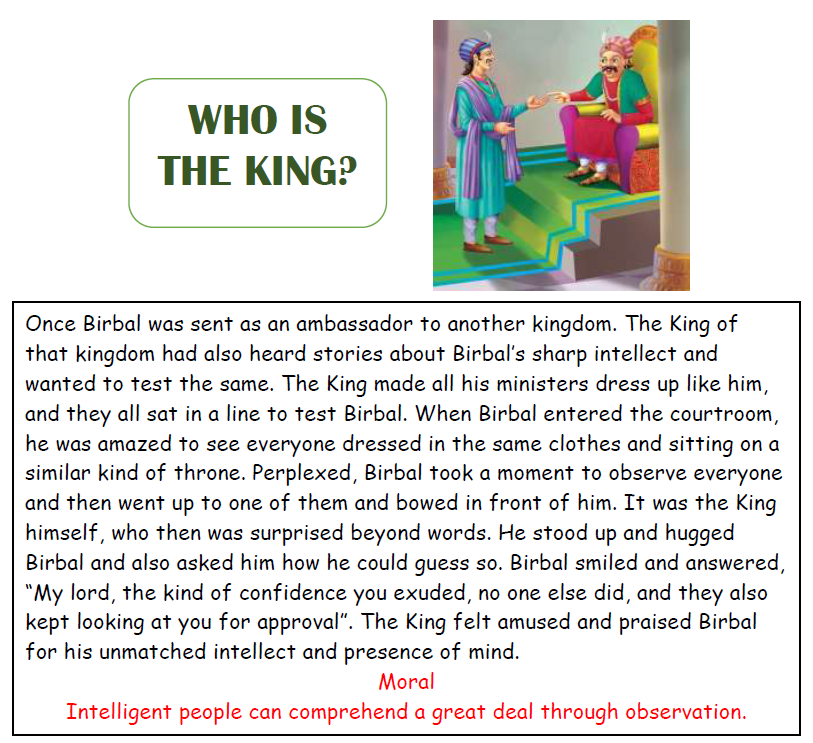 WHO IS
THE KING?
Once Birbal was sent as an ambassador to another kingdom. The King of
that kingdom had also heard stories about Birbal’s sharp intellect and
wanted to test the same. The King made all his ministers dress up like him,
and they all sat in a line to test Birbal. When Birbal entered the courtroom,
he was amazed to see everyone dressed in the same clothes and sitting on a
similar kind of throne. Perplexed, Birbal took a moment to observe everyone
and then went up to one of them and bowed in front of him. It was the King
himself, who then was surprised beyond words. He stood up and hugged
Birbal and also asked him how he could guess so. Birbal smiled and answered,
“My lord, the kind of confidence you exuded, no one else did, and they also
kept looking at you for approval”. The King felt amused and praised Birbal
for his unmatched intellect and presence of mind.
Moral
Intelligent people can comprehend a great deal through observation.